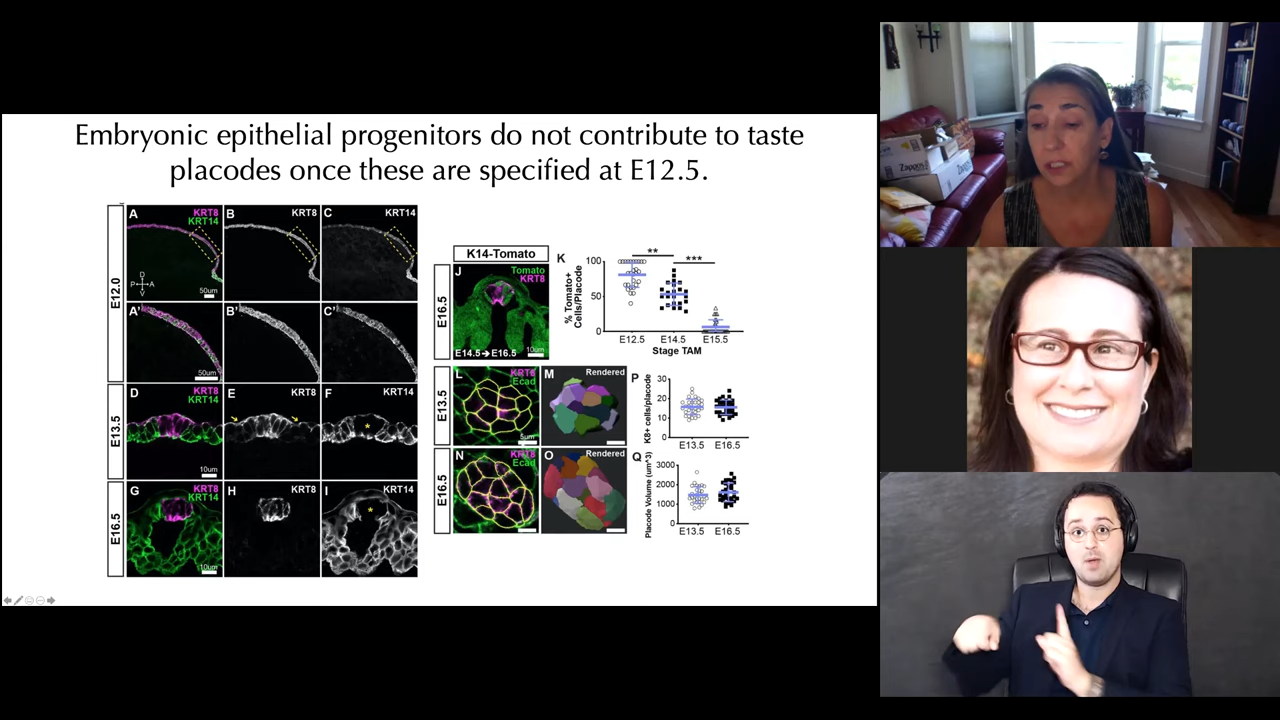 Embryonic epithelial progenitors do not contribute to taste
placodes once these are specified at E12.5.
E12.0
A
KRT8
KRT14
D
P A
V
50um
B
KRT8
C
KRT14
A'
50um
B'
C'
E13.5
D
KRT8
KRT14
10um
E
KRT8
F
KRT14
*
E16.5
G
KRT8
KRT14
10um
H
KRT8
I
KRT14
*
K14-Tomato
E16.5
J
Tomato
KRT8
E14.5 → E16.5
10um
K
% Tomato+
Cells/Placode
100
50
0
**
***
E12.5
E14.5
E15.5
Stage TAM
E13.5
L
KRT8
Ecad
5um
M
Rendered
E16.5
N
KRT8
Ecad
O
Rendered
P
K8+ cells/placode
30
20
10
0
E13.5
E16.5
Q
Placode Volume (um^3)
3000
2000
1000
0
E13.5
E16.5
Zappos